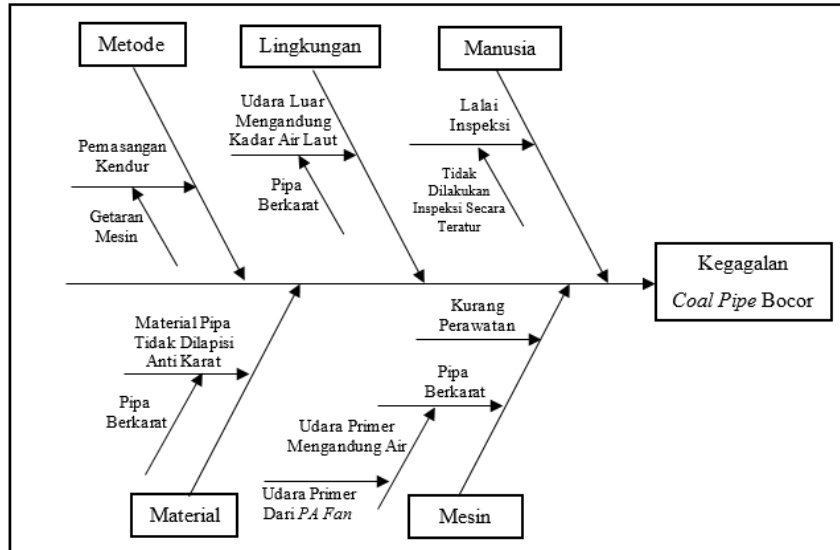 Metode
Lingkungan
Manusia
Udara Luar
Mengandung
Kadar Air Laut
Lalai
Inspeksi
Pemasangan
Kendur
Pipa
Berkarat
Tidak
Dilakukan
Inspeksi Secara
Teratur
Getaran
Mesin
Kegagalan
Coal Pipe Bocor
Material Pipa
Tidak Dilapisi
Anti Karat
Kurang
Perawatan
Pipa
Berkarat
Pipa
Berkarat
Udara Primer
Mengandung Air
Udara Primer
Dari PA Fan
Material
Mesin